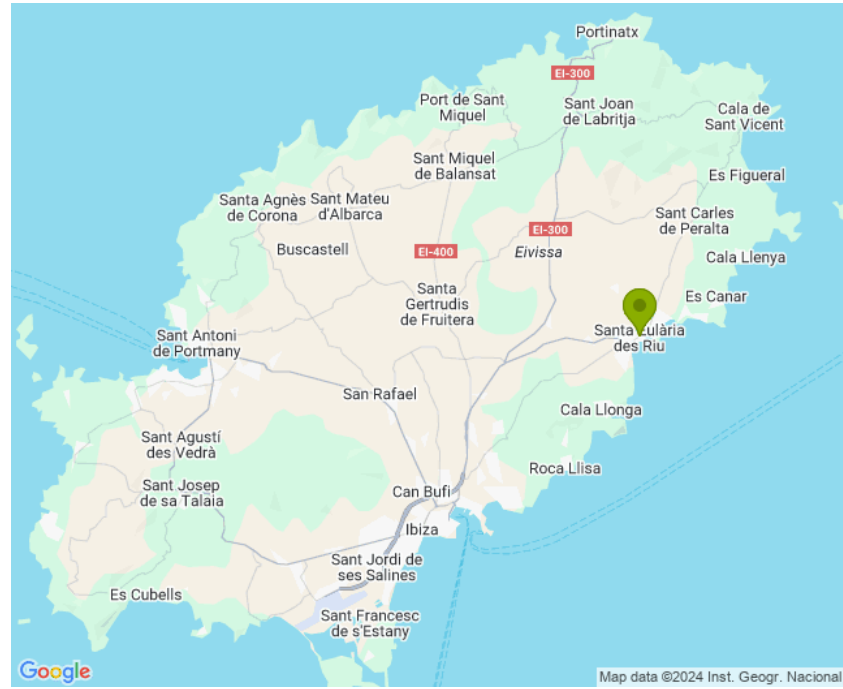 Portinatx
EI-300
Port de Sant
Miquel
Sant Joan
de Labritja
Cala de
Sant Vicent
Sant Miquel
de Balansat
Es Figueral
Santa Agnès
de Corona
Sant Mateu
d'Albarca
Sant Carles
de Peralta
EI-300
Buscastell
EI-400
Eivissa
Cala Llenya
Santa
Gertrudis
de Fruitera
Es Canar
Sant Antoni
de Portmany
Santa Eulària
des Riu
San Rafael
Cala Llonga
Sant Agustí
des Vedrà
Roca Llisa
Sant Josep
de sa Talaia
Can Bufí
Ibiza
Sant Jordi de
ses Salines
Es Cubells
Sant Francesc
de s'Estany
Google
Map data ©2024 Inst. Geogr. Nacional